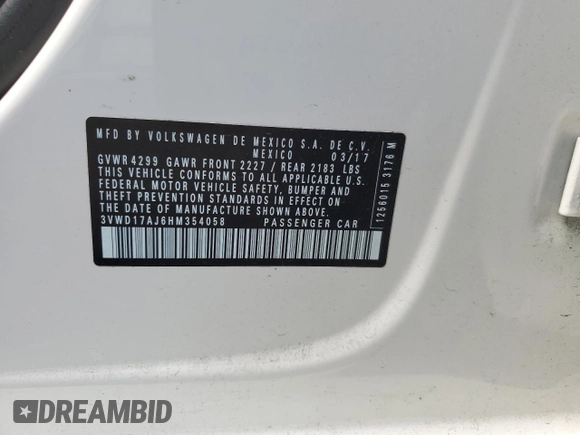 MFD BY VOLKSWAGEN DE MEXICO S.A. DE C.V.
MEXICO 03/17
GVWR 4299 GAWR FRONT 2227 / REAR 2183 LBS
THIS VEHICLE CONFORMS TO ALL APPLICABLE U.S.
FEDERAL MOTOR VEHICLE SAFETY, BUMPER AND
THEFT PREVENTION STANDARDS IN EFFECT ON
THE DATE OF MANUFACTURE SHOWN ABOVE.
3VWD17AJ6HM354058 PASSENGER CAR
1256015 3176 M
DREAMBID